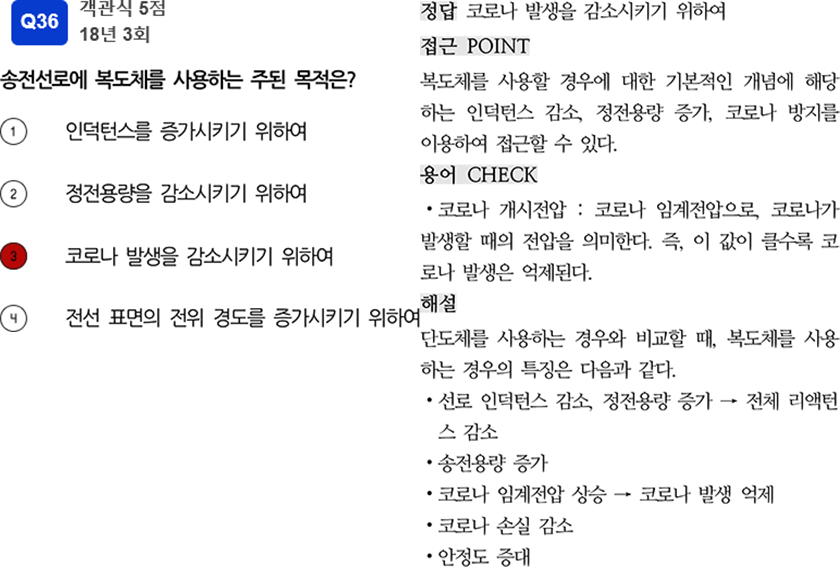 Q36
객관식 5점
18년 3회
송전선로에 복도체를 사용하는 주된 목적은?
1 인덕턴스를 증가시키기 위하여
2 정전용량을 감소시키기 위하여
3 코로나 발생을 감소시키기 위하여
4 전선 표면의 전위 경도를 증가시키기 위하여
정답 코로나 발생을 감소시키기 위하여
접근 POINT
복도체를 사용할 경우에 대한 기본적인 개념에 해당
하는 인덕턴스 감소, 정전용량 증가, 코로나 방지를
이용하여 접근할 수 있다.
용어 CHECK
• 코로나 개시전압 : 코로나 임계전압으로, 코로나가
발생할 때의 전압을 의미한다. 즉, 이 값이 클수록 코
로나 발생은 억제된다.
해설
단도체를 사용하는 경우와 비교할 때, 복도체를 사용
하는 경우의 특징은 다음과 같다.
• 선로 인덕턴스 감소, 정전용량 증가 → 전체 리액턴
스 감소
• 송전용량 증가
• 코로나 임계전압 상승 → 코로나 발생 억제
• 코로나 손실 감소
• 안정도 증대